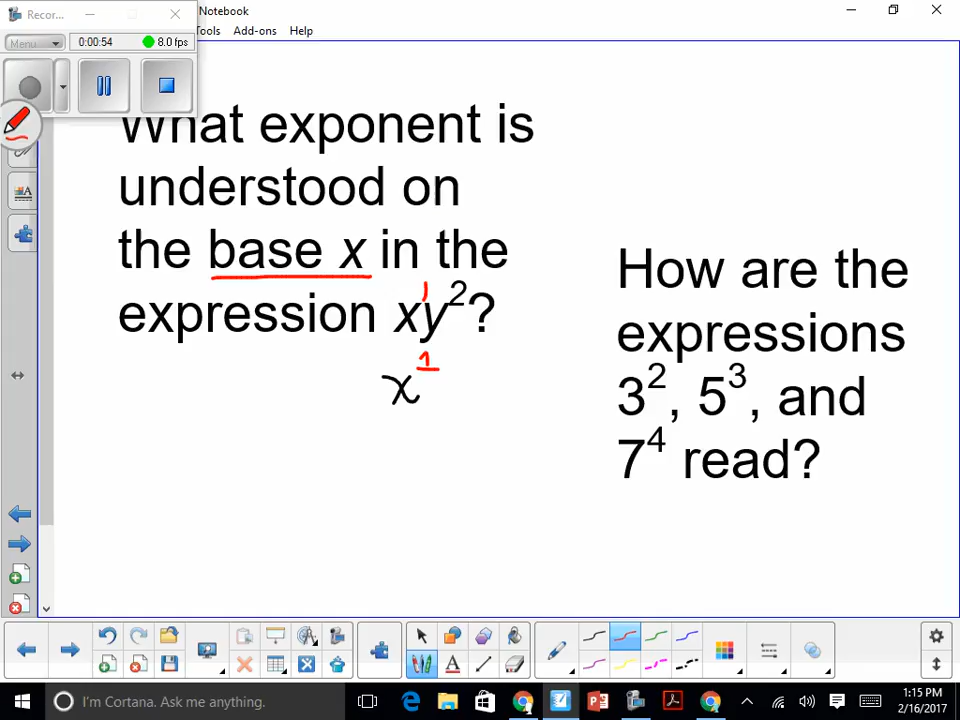 Recor...
Notebook
Menu
0:00:54
8.0 fps
Tools Add-ons Help
What exponent is
understood on
the base x in the
expression xy²?
x¹
How are the
expressions
3², 5³, and
7⁴ read?
I'm Cortana. Ask me anything.
1:15 PM
2/16/2017